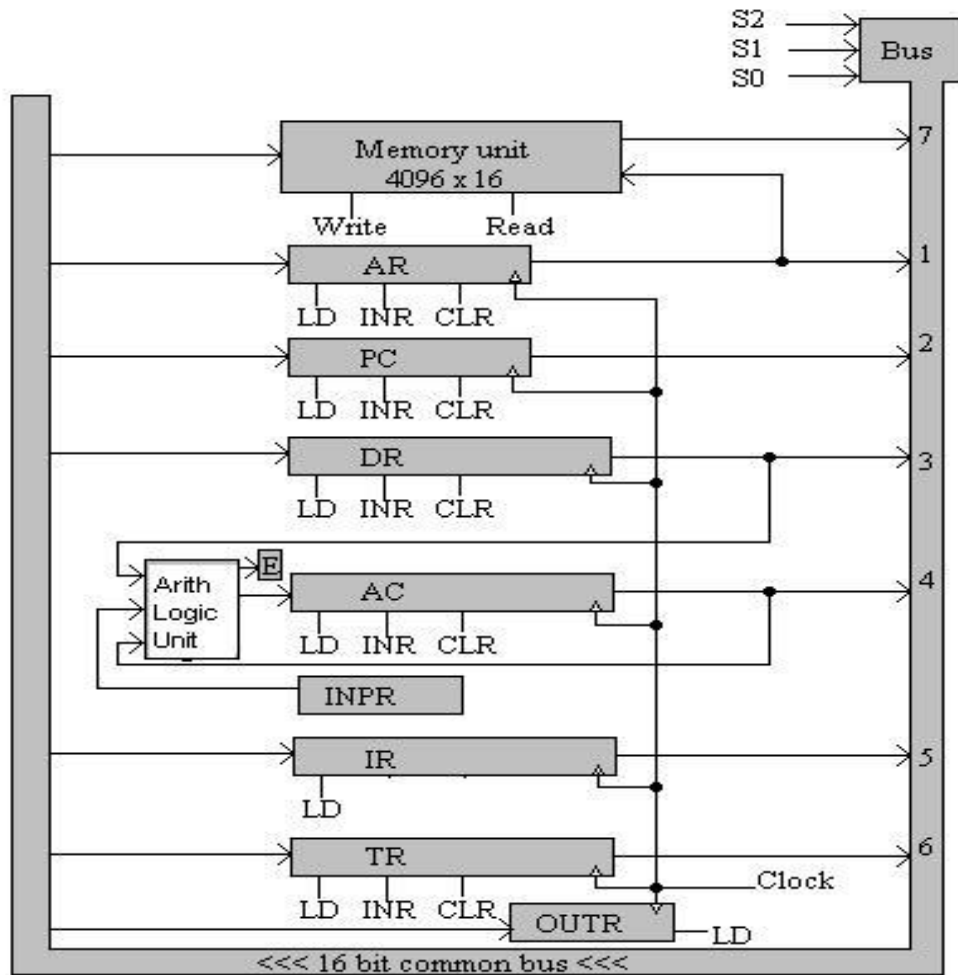 S2
S1
S0
Bus
7
Memory unit
4096 x 16
Write Read
AR
1
LD INR CLR
PC
2
LD INR CLR
DR
3
LD INR CLR
E
Arith
Logic
Unit
AC
4
LD INR CLR
INPR
IR
5
LD
TR
6
LD INR CLR
Clock
OUTR
LD
<<< 16 bit common bus <<<